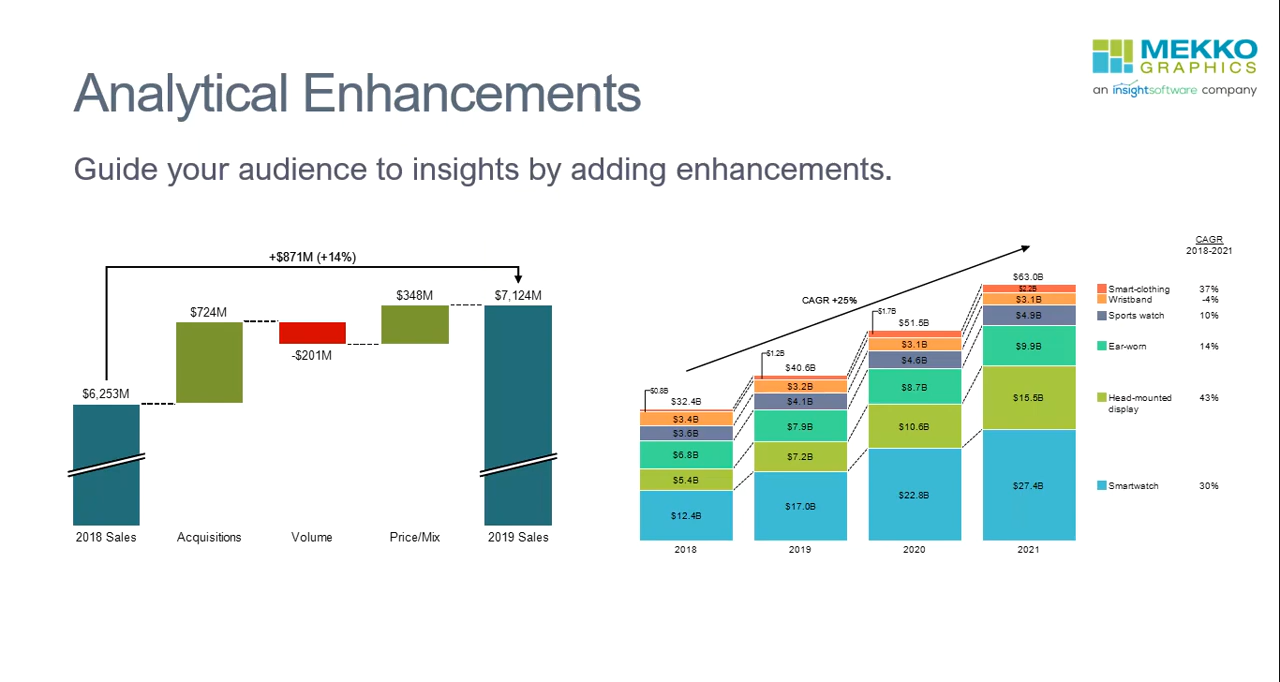 MEKKO
GRAPHICS
an insightsoftware company
Analytical Enhancements
Guide your audience to insights by adding enhancements.
+$871M (+14%)
$6,253M
$724M
-$201M
$348M
$7,124M
2018 Sales
Acquisitions
Volume
Price/Mix
2019 Sales
CAGR +25%
$0.8B
$32.4B
$3.4B
$3.6B
$6.8B
$5.4B
$12.4B
2018
$1.2B
$40.6B
$3.2B
$4.1B
$7.9B
$7.2B
$17.0B
2019
$1.7B
$51.5B
$3.1B
$4.6B
$8.7B
$10.6B
$22.8B
2020
$63.0B
$2.2B
$3.1B
$4.9B
$9.9B
$15.5B
$27.4B
2021
CAGR
2018-2021
Smart-clothing 37%
Wristband -4%
Sports watch 10%
Ear-worn 14%
Head-mounted 43%
display
Smartwatch 30%